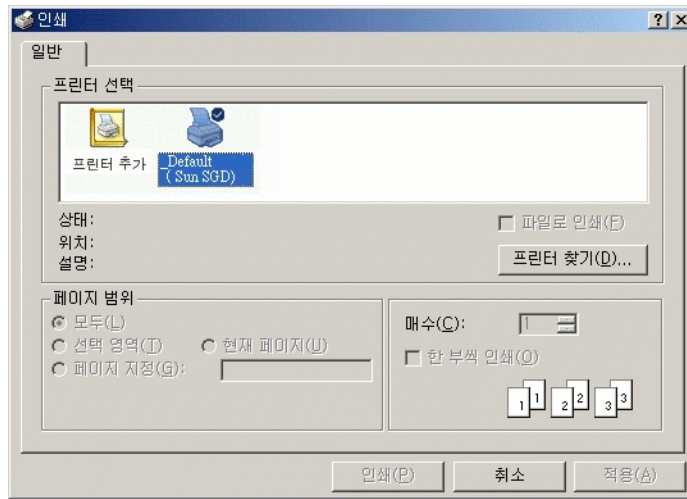 인쇄
일반
프린터 선택
프린터 추가
_Default
( Sun SGD)
상태:
위치:
설명:
파일로 인쇄(F)
프린터 찾기(D)...
페이지 범위
모두(L)
선택 영역(T) 현재 페이지(U)
페이지 지정(G):
매수(C): 1
한 부씩 인쇄(O)
1 1 2 2 3 3
인쇄(P) 취소 적용(A)